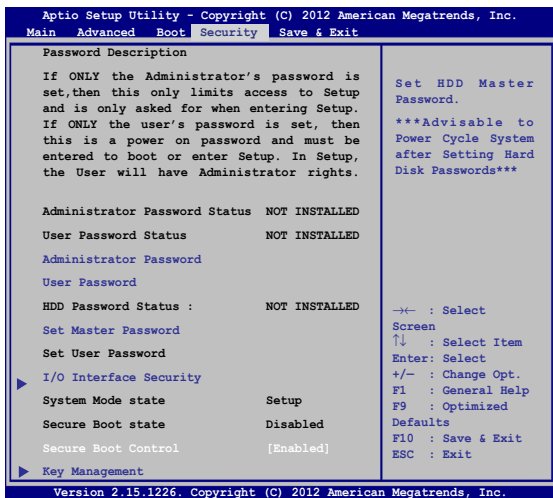 Aptio Setup Utility - Copyright (C) 2012 American Megatrends, Inc.
Main Advanced Boot Security Save & Exit
Password Description
If ONLY the Administrator's password is
set,then this only limits access to Setup
and is only asked for when entering Setup.
If ONLY the user's password is set, then
this is a power on password and must be
entered to boot or enter Setup. In Setup,
the User will have Administrator rights.
Administrator Password Status NOT INSTALLED
User Password Status NOT INSTALLED
Administrator Password
User Password
HDD Password Status : NOT INSTALLED
Set Master Password
Set User Password
I/O Interface Security
System Mode state Setup
Secure Boot state Disabled
Secure Boot Control [Enabled]
Key Management
Set HDD Master
Password.
***Advisable to
Power Cycle System
after Setting Hard
Disk Passwords***
→← : Select
Screen
↑↓ : Select Item
Enter: Select
+/— : Change Opt.
F1 : General Help
F9 : Optimized
Defaults
F10 : Save & Exit
ESC : Exit
Version 2.15.1226. Copyright (C) 2012 American Megatrends, Inc.